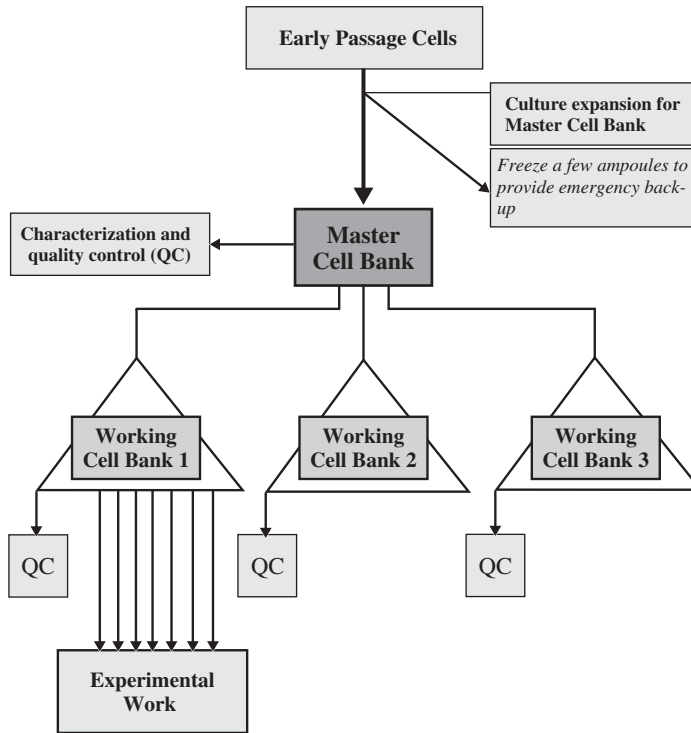 Early Passage Cells
Culture expansion for
Master Cell Bank
Freeze a few ampoules to
provide emergency back-
up
Characterization and
quality control (QC)
Master
Cell Bank
Working
Cell Bank 1
Working
Cell Bank 2
Working
Cell Bank 3
QC
QC
QC
Experimental
Work